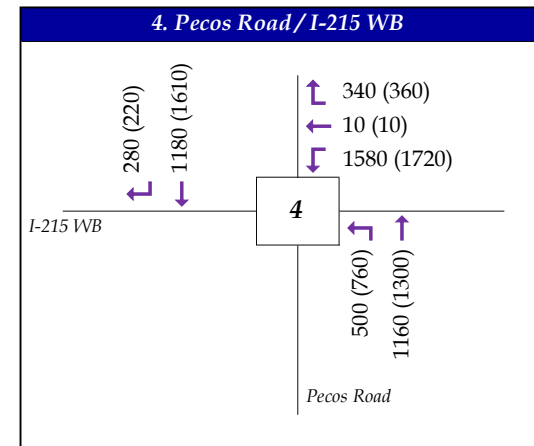 4. Pecos Road / I-215 WB
280 (220)
1180 (1610)
340 (360)
10 (10)
1580 (1720)
4
I-215 WB
500 (760)
1160 (1300)
Pecos Road